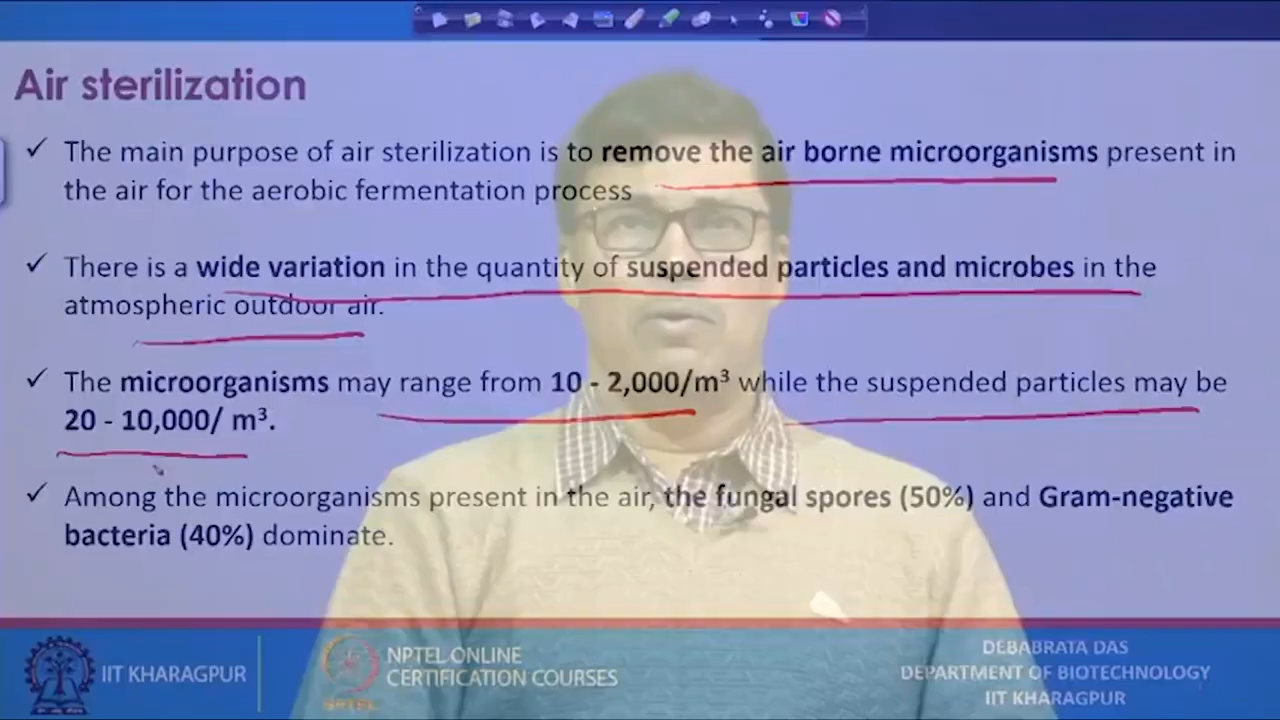 Air sterilization
✓ The main purpose of air sterilization is to remove the air borne microorganisms present in
the air for the aerobic fermentation process
✓ There is a wide variation in the quantity of suspended particles and microbes in the
atmospheric outdoor air.
✓ The microorganisms may range from 10 - 2,000/m³ while the suspended particles may be
20 - 10,000/ m³.
✓ Among the microorganisms present in the air, the fungal spores (50%) and Gram-negative
bacteria (40%) dominate.
IIT KHARAGPUR
NPTEL
NPTEL ONLINE
CERTIFICATION COURSES
DEBABRATA DAS
DEPARTMENT OF BIOTECHNOLOGY
IIT KHARAGPUR